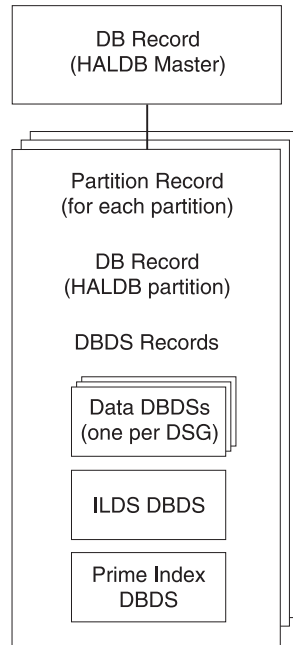 DB Record
(HALDB Master)
Partition Record
(for each partition)
DB Record
(HALDB partition)
DBDS Records
Data DBDSs
(one per DSG)
ILDS DBDS
Prime Index
DBDS